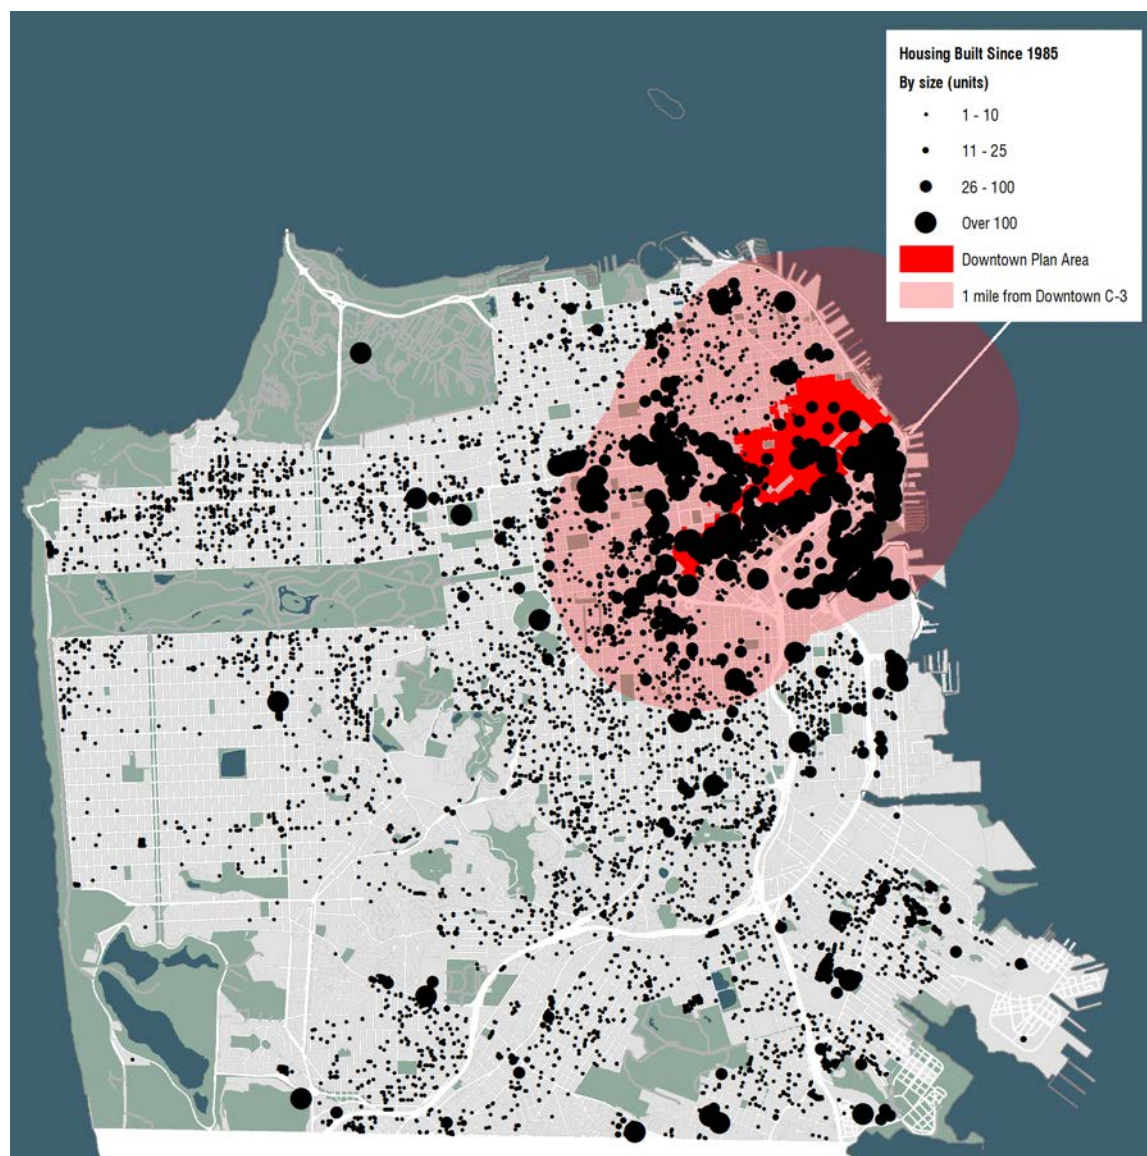 Housing Built Since 1985
By size (units)
1 - 10
11 - 25
26 - 100
Over 100
Downtown Plan Area
1 mile from Downtown C-3